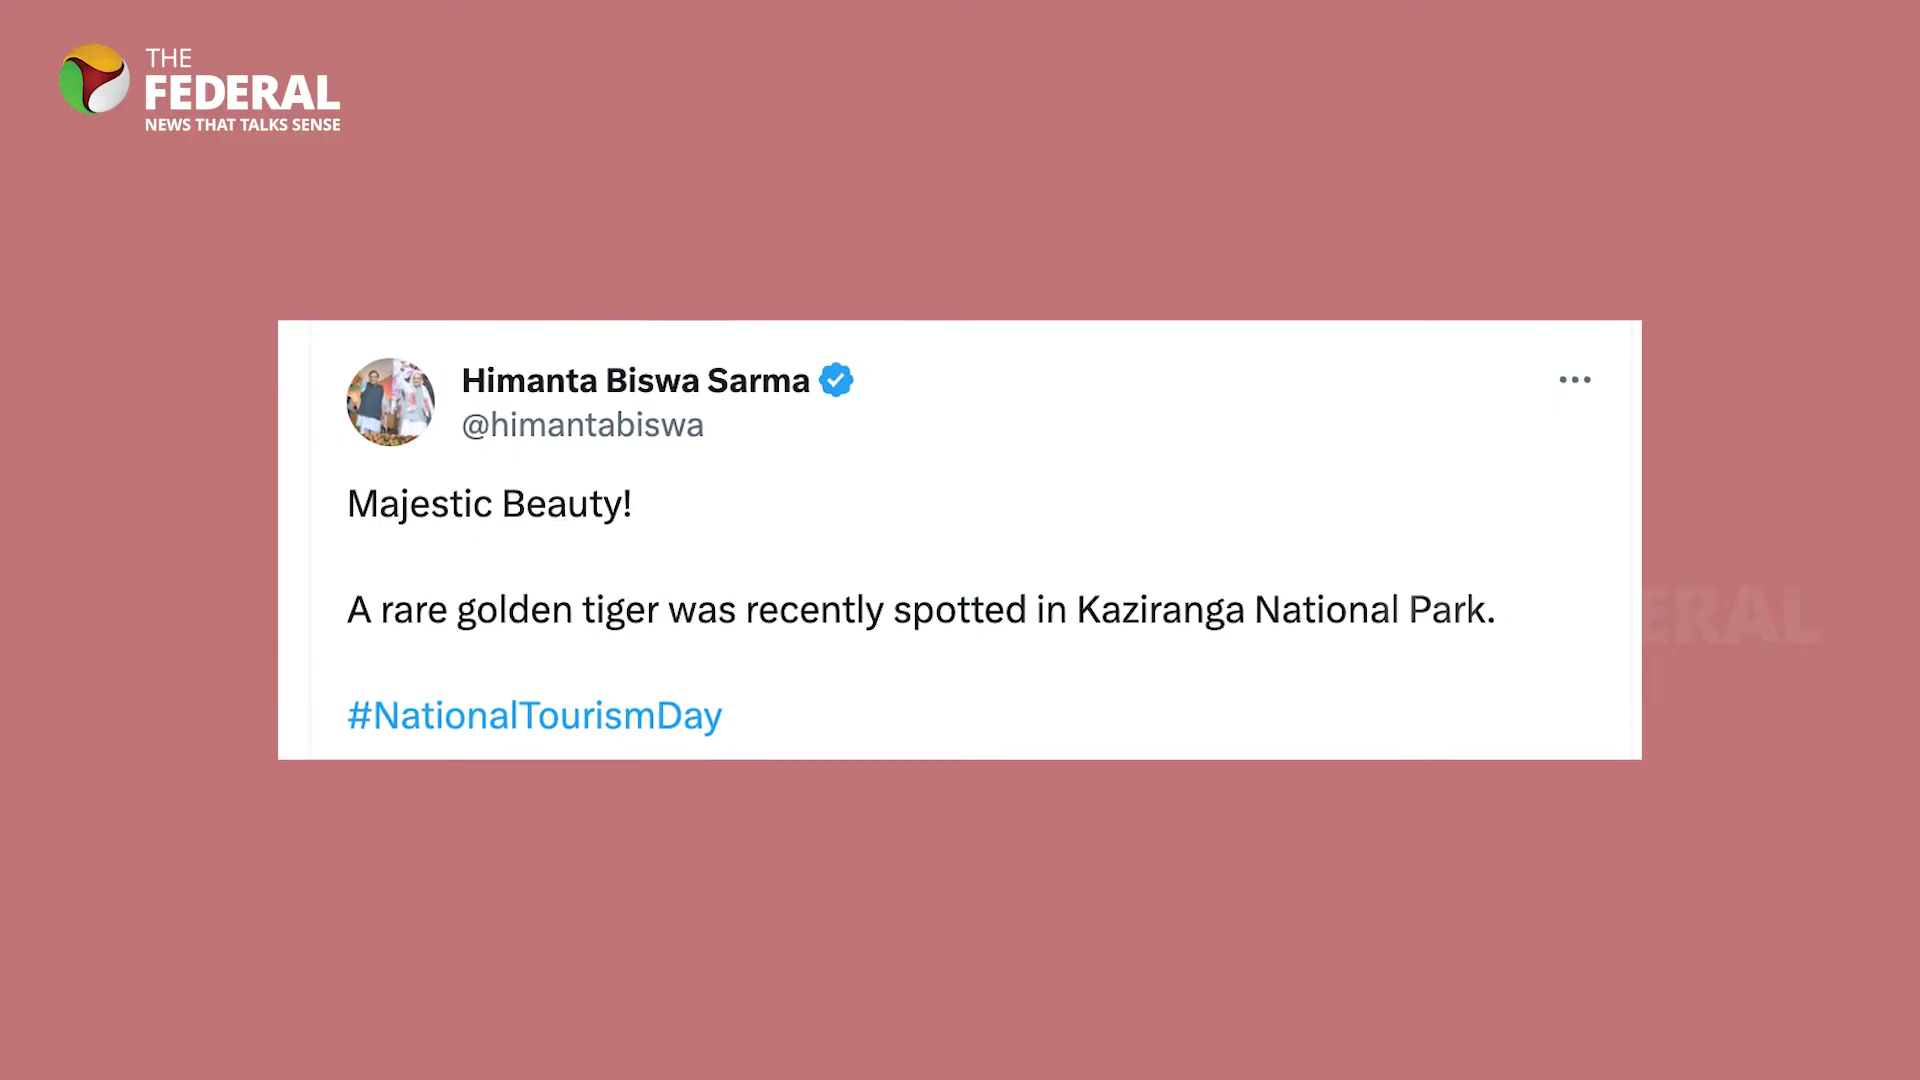 THE
FEDERAL
NEWS THAT TALKS SENSE
Himanta Biswa Sarma
@himantabiswa
Majestic Beauty!
A rare golden tiger was recently spotted in Kaziranga National Park.
#NationalTourismDay
ERAL